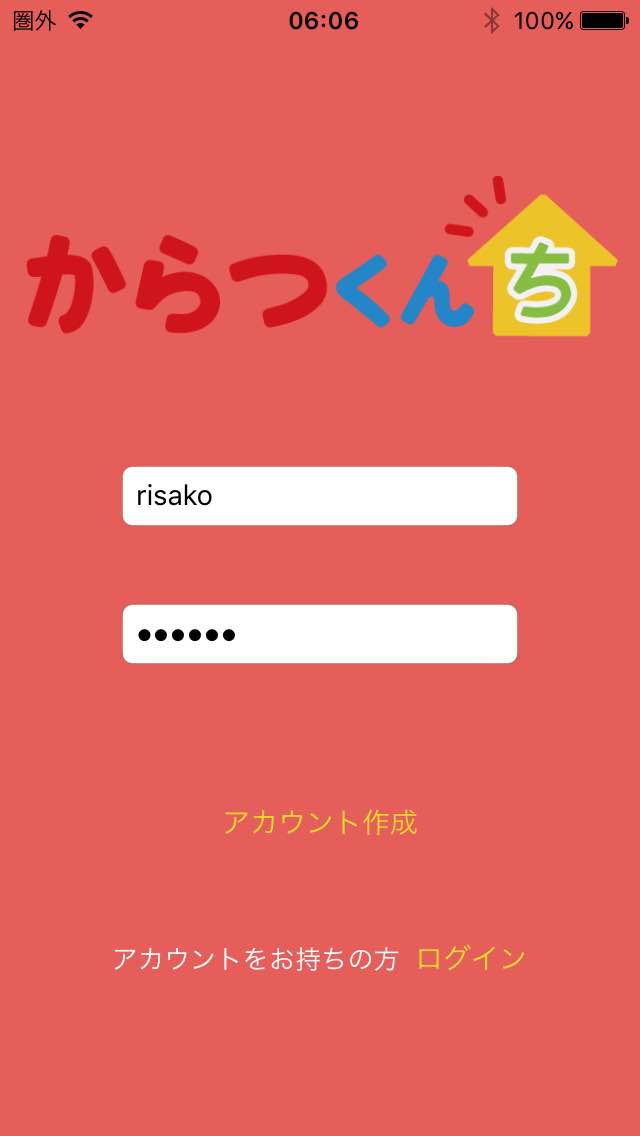 圏外 06:06 100%
からつくんち
risako
••••••
アカウント作成
アカウントをお持ちの方 ログイン